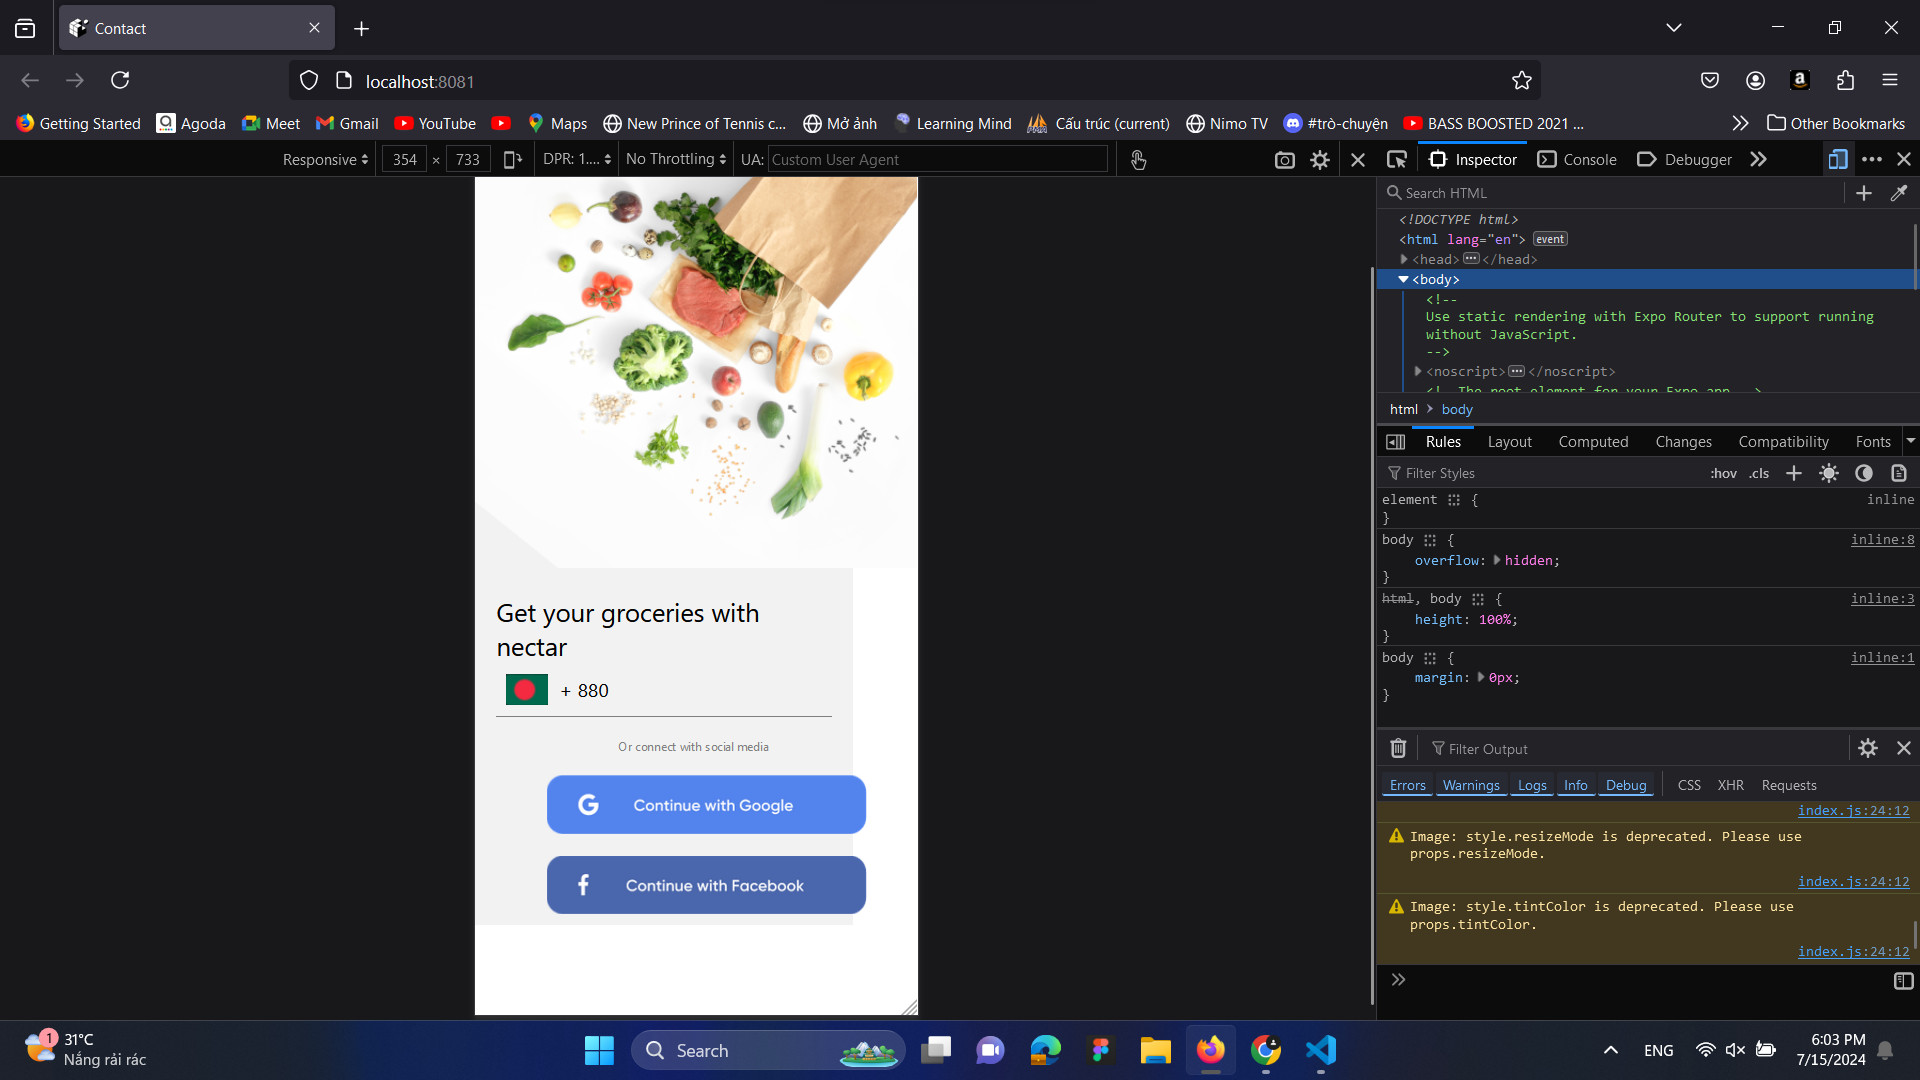 Contact
localhost:8081
Getting Started Agoda Meet Gmail YouTube Maps New Prince of Tennis c... Mở ảnh Learning Mind Cấu trúc (current) Nimo TV #trò-chuyện BASS BOOSTED 2021 ... Other Bookmarks
Responsive 354 × 733 DPR: 1.... No Throttling UA: Custom User Agent
Inspector Console Debugger
Search HTML
<!DOCTYPE html>
<html lang="en"> event
<head> ••• </head>
<body>
<!--
Use static rendering with Expo Router to support running
without JavaScript.
-->
<noscript> ••• </noscript>
<!-- The root element for your Expo app. -->
html > body
Rules Layout Computed Changes Compatibility Fonts
Filter Styles :hov .cls
element { inline
}
body { inline:8
overflow: hidden;
}
html, body { inline:3
height: 100%;
}
body { inline:1
margin: 0px;
}
Filter Output
Errors Warnings Logs Info Debug CSS XHR Requests
index.js:24:12
Image: style.resizeMode is deprecated. Please use
props.resizeMode.
index.js:24:12
Image: style.tintColor is deprecated. Please use
props.tintColor.
index.js:24:12
Get your groceries with
nectar
+ 880
Or connect with social media
G Continue with Google
f Continue with Facebook
1 31°C
Nắng rải rác
Search
ENG
6:03 PM
7/15/2024